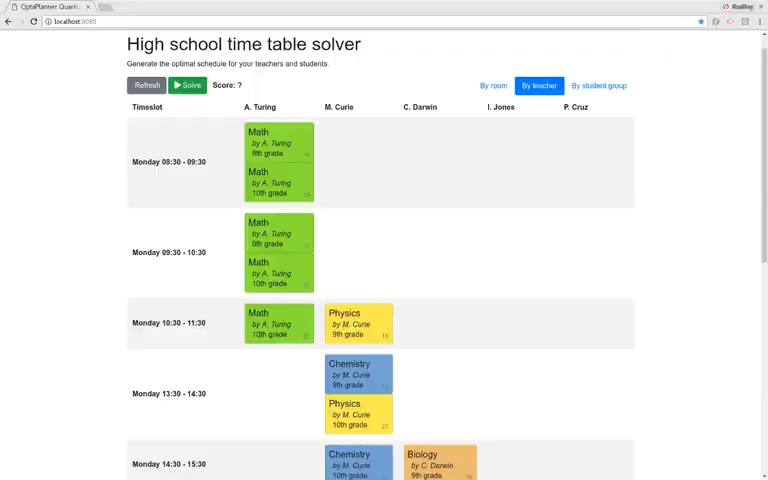 OptaPlanner Quark
localhost:8080
High school time table solver
Generate the optimal schedule for your teachers and students.
Refresh
Solve
Score: ?
By room
By teacher
By student group
Timeslot
A. Turing
M. Curie
C. Darwin
I. Jones
P. Cruz
Monday 08:30 - 09:30
Math
by A. Turing
9th grade
Math
by A. Turing
10th grade
Monday 09:30 - 10:30
Math
by A. Turing
9th grade
Math
by A. Turing
10th grade
Monday 10:30 - 11:30
Math
by A. Turing
10th grade
Physics
by M. Curie
9th grade
16
Monday 13:30 - 14:30
Chemistry
by M. Curie
9th grade
Physics
by M. Curie
10th grade
27
Monday 14:30 - 15:30
Chemistry
by M. Curie
10th grade
Biology
by C. Darwin
9th grade